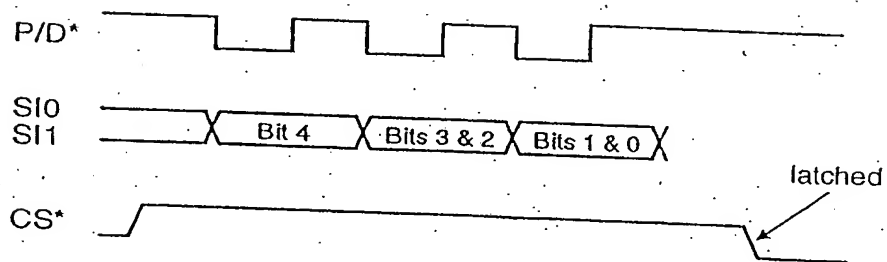 P/D*
SI0
SI1
Bit 4
Bits 3 & 2
Bits 1 & 0
latched
CS*